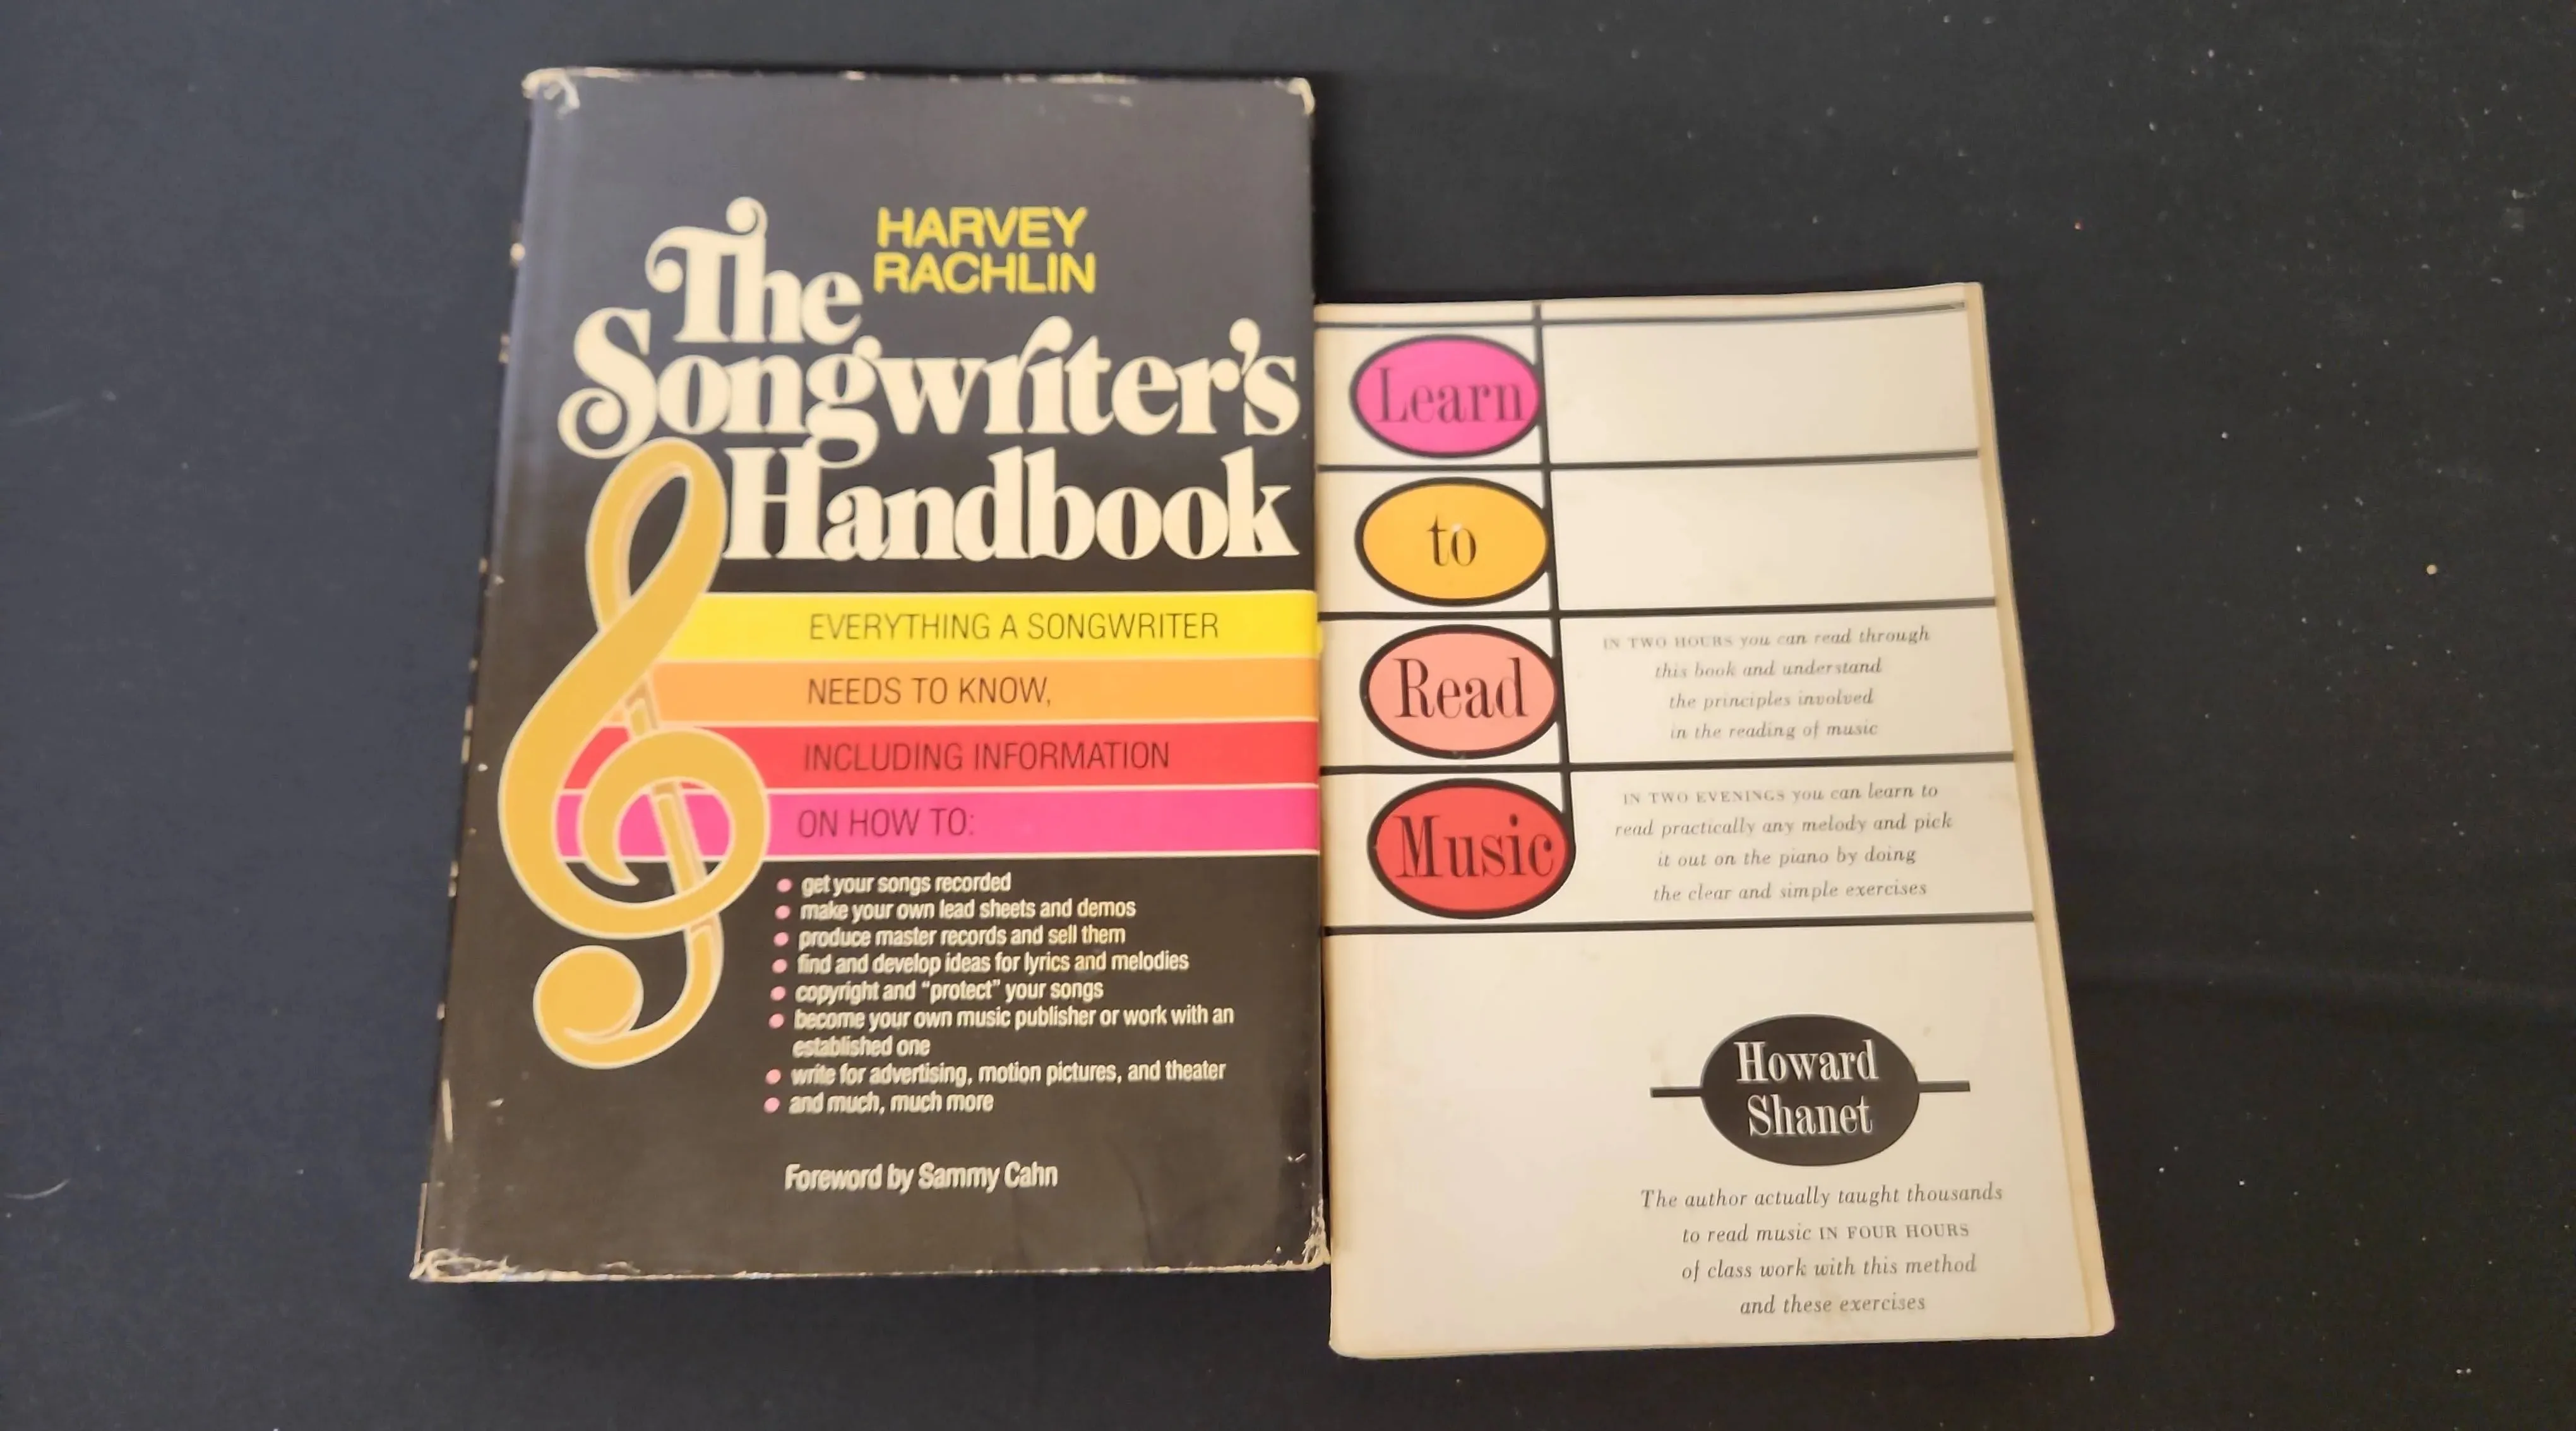 HARVEY
RACHLIN
The
Songwriter's
Handbook
EVERYTHING A SONGWRITER
NEEDS TO KNOW,
INCLUDING INFORMATION
ON HOW TO:
get your songs recorded
make your own lead sheets and demos
produce master records and sell them
find and develop ideas for lyrics and melodies
copyright and "protect" your songs
become your own music publisher or work with an
established one
write for advertising, motion pictures, and theater
and much, much more
Foreword by Sammy Cahn
Learn
to
Read
Music
IN TWO HOURS you can read through
this book and understand
the principles involved
in the reading of music
IN TWO EVENINGS you can learn to
read practically any melody and pick
it out on the piano by doing
the clear and simple exercises
Howard
Shanet
The author actually taught thousands
to read music IN FOUR HOURS
of class work with this method
and these exercises